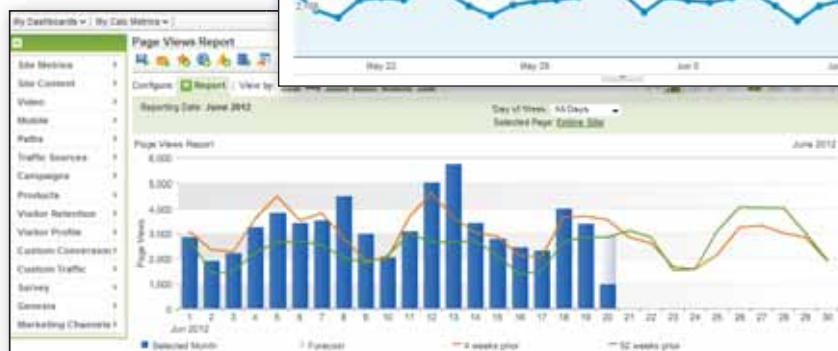 My Dashboards
My Calc Metrics
Page Views Report
Site Metrics
Site Content
Video
Mobile
Paths
Traffic Sources
Campaigns
Products
Visitor Retention
Visitor Profile
Custom Conversion
Custom Traffic
Survey
Genesis
Marketing Channels
Configure: Report View by:
Reporting Date: June 2012
Day of Week: All Days
Selected Page: Entire Site
Page Views Report
June 2012
6,000
5,000
4,000
3,000
2,000
1,000
0
Page Views
1 2 3 4 5 6 7 8 9 10 11 12 13 14 15 16 17 18 19 20 21 22 23 24 25 26 27 28 29 30
Jun 2012
Selected Month
Forecast
4 weeks prior
52 weeks prior
May 22
May 29
Jun 5